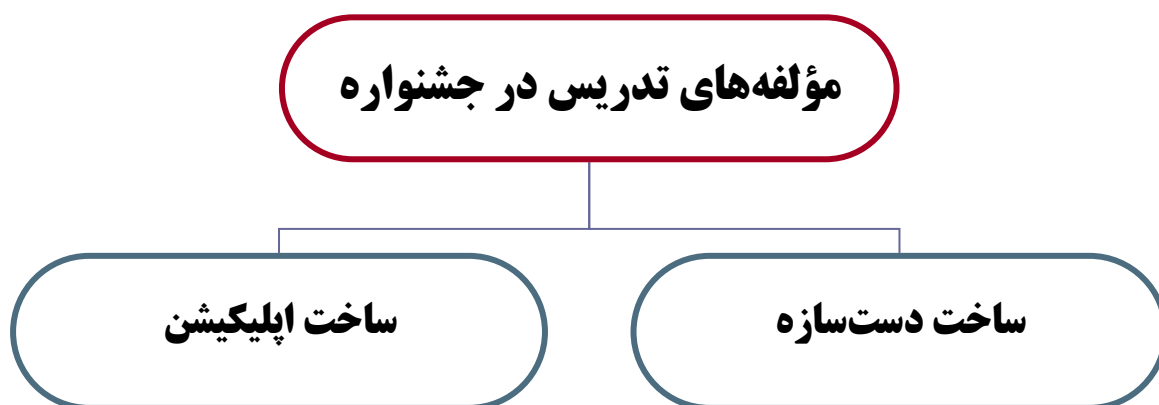 مؤلفه‌های تدریس در جشنواره
ساخت دست‌سازه
ساخت اپلیکیشن